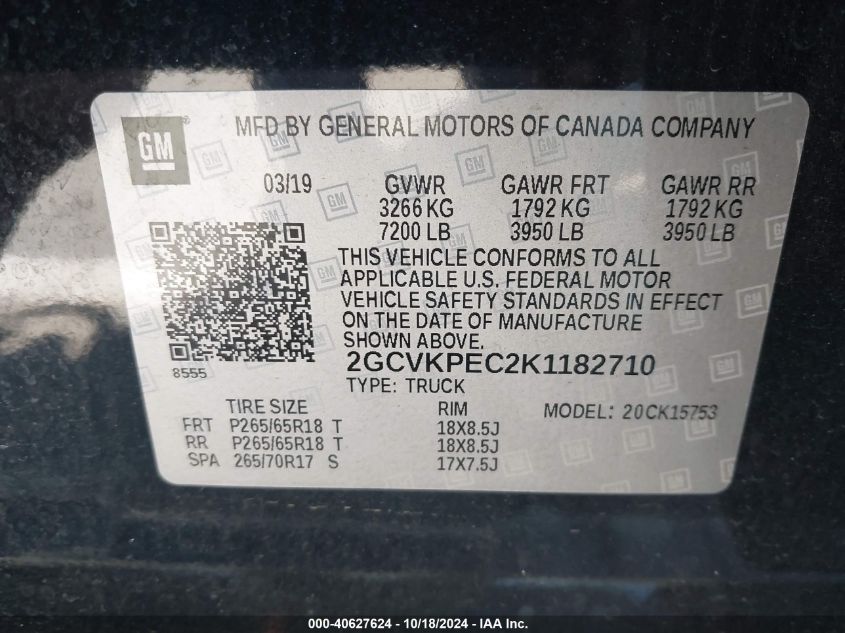 GM MFD BY GENERAL MOTORS OF CANADA COMPANY
03/19 GVWR GAWR FRT GAWR RR
3266 KG 1792 KG 1792 KG
7200 LB 3950 LB 3950 LB
THIS VEHICLE CONFORMS TO ALL
APPLICABLE U.S. FEDERAL MOTOR
VEHICLE SAFETY STANDARDS IN EFFECT
ON THE DATE OF MANUFACTURE
SHOWN ABOVE.
8555
2GCVKPEC2K1182710
TYPE: TRUCK
TIRE SIZE RIM MODEL: 20CK15753
FRT P265/65R18 T 18X8.5J
RR P265/65R18 T 18X8.5J
SPA 265/70R17 S 17X7.5J
000-40627624 - 10/18/2024 - IAA Inc.